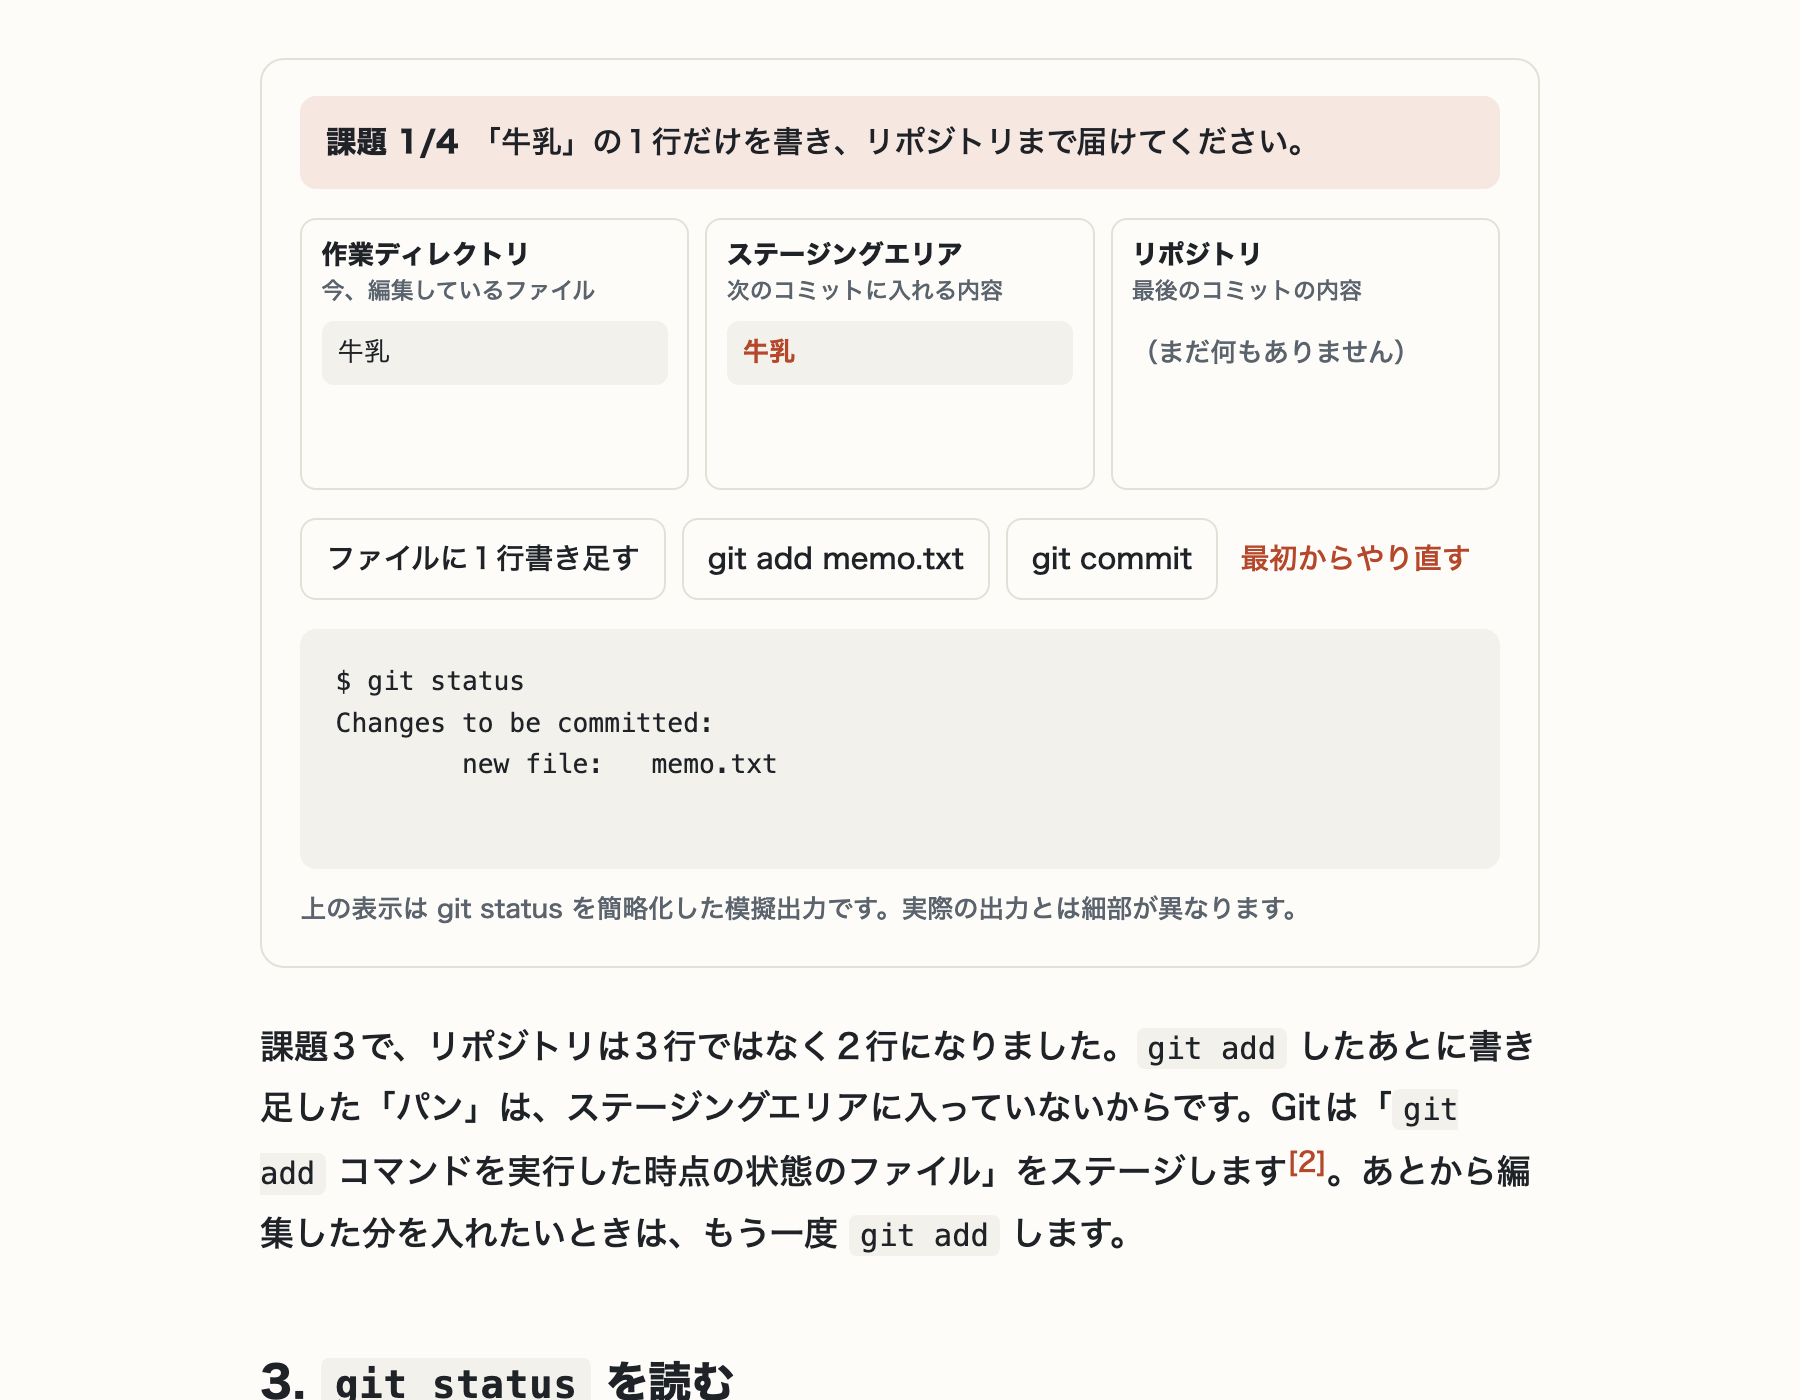 課題 1/4 「牛乳」の1行だけを書き、リポジトリまで届けてください。
作業ディレクトリ
今、編集しているファイル
牛乳
ステージングエリア
次のコミットに入れる内容
牛乳
リポジトリ
最後のコミットの内容
（まだ何もありません）
ファイルに1行書き足す
git add memo.txt
git commit
最初からやり直す
$ git status
Changes to be committed:
        new file:   memo.txt
上の表示は git status を簡略化した模擬出力です。実際の出力とは細部が異なります。
課題3で、リポジトリは3行ではなく2行になりました。 git add したあとに書き
足した「パン」は、ステージングエリアに入っていないからです。Gitは「git
add コマンドを実行した時点の状態のファイル」をステージします[2]。あとから編
集した分を入れたいときは、もう一度 git add します。
3. git status を読む